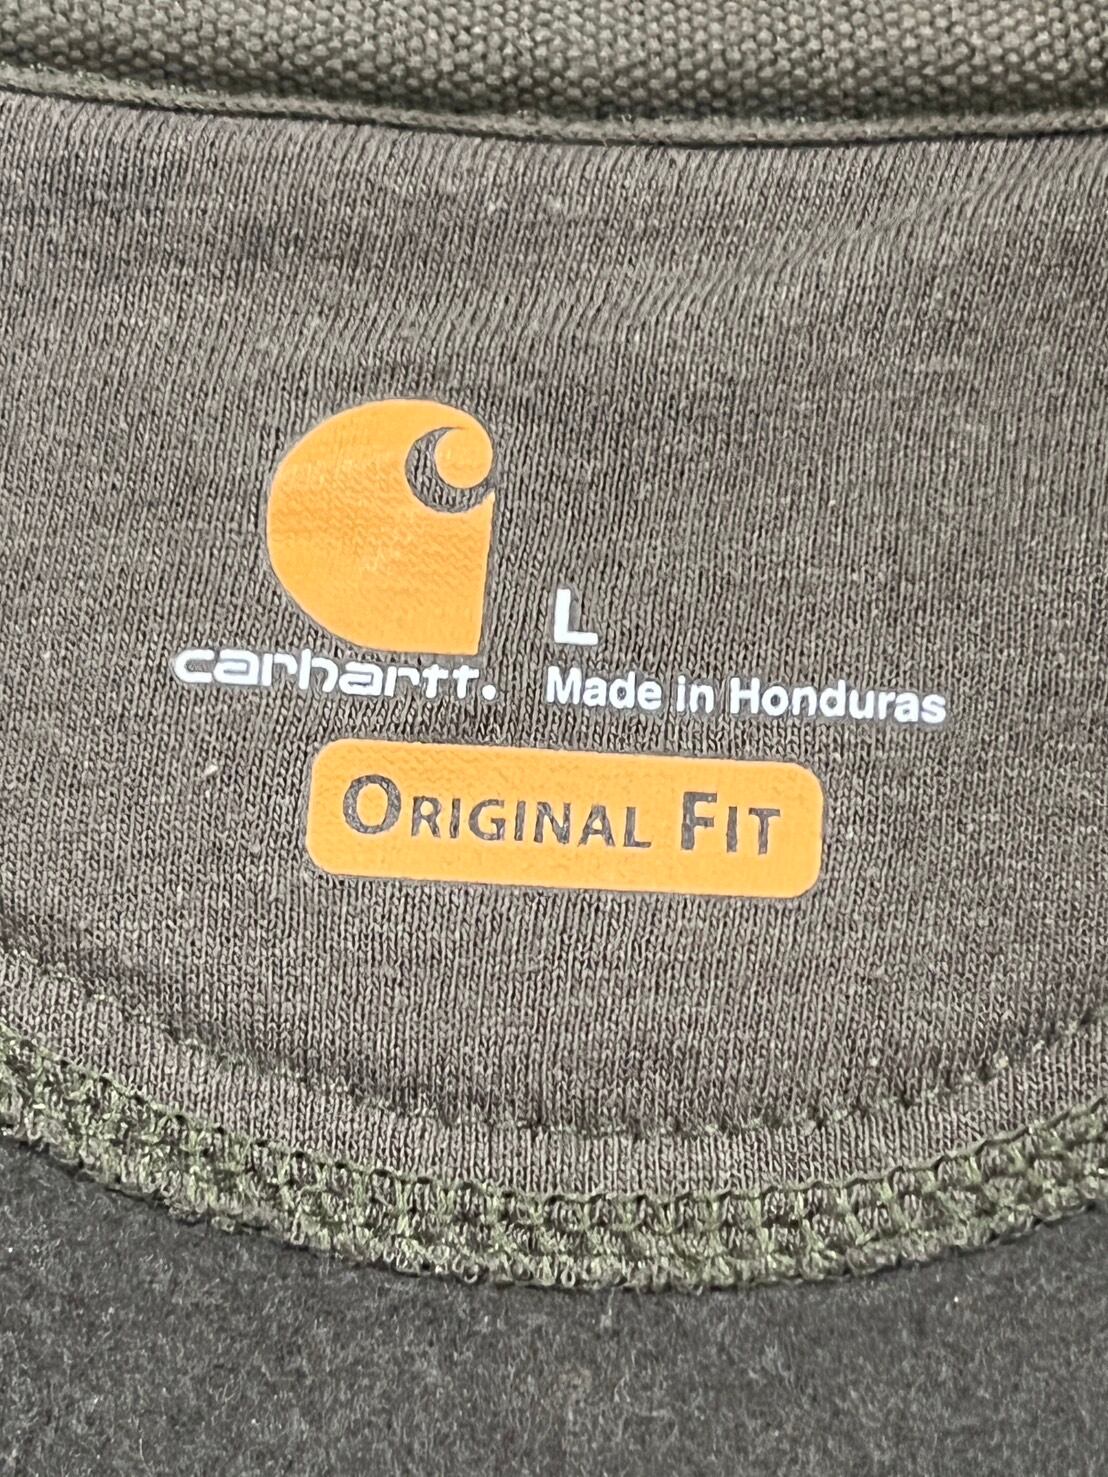 L
carhartt.
Made in Honduras
ORIGINAL FIT